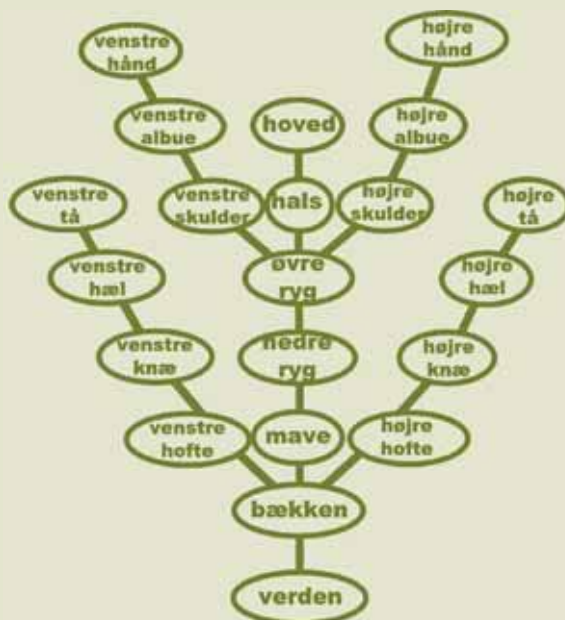 venstre
hånd
højre
hånd
venstre
albue
hoved
højre
albue
venstre
tå
venstre
skulder
hals
højre
skulder
højre
tå
venstre
hæl
øvre
ryg
højre
hæl
venstre
knæ
nedre
ryg
højre
knæ
venstre
hofte
mave
højre
hofte
bækken
verden